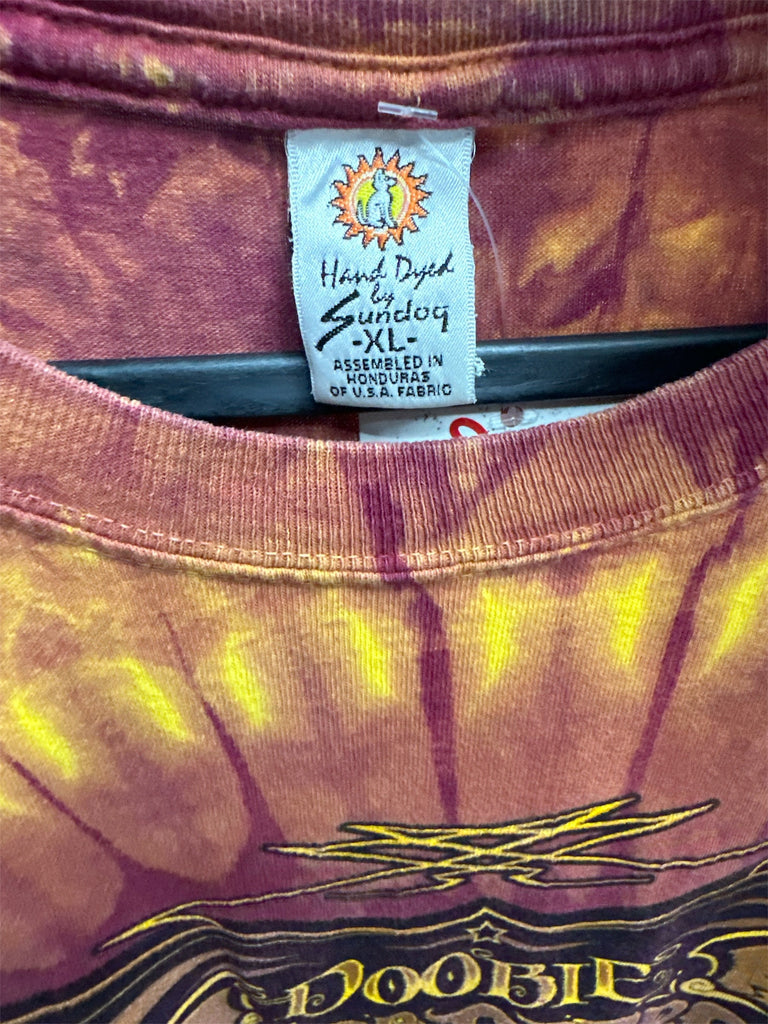 Hand Dyed
by
Sundog
-XL-
ASSEMBLED IN
HONDURAS
OF U.S.A. FABRIC
DOOBIE